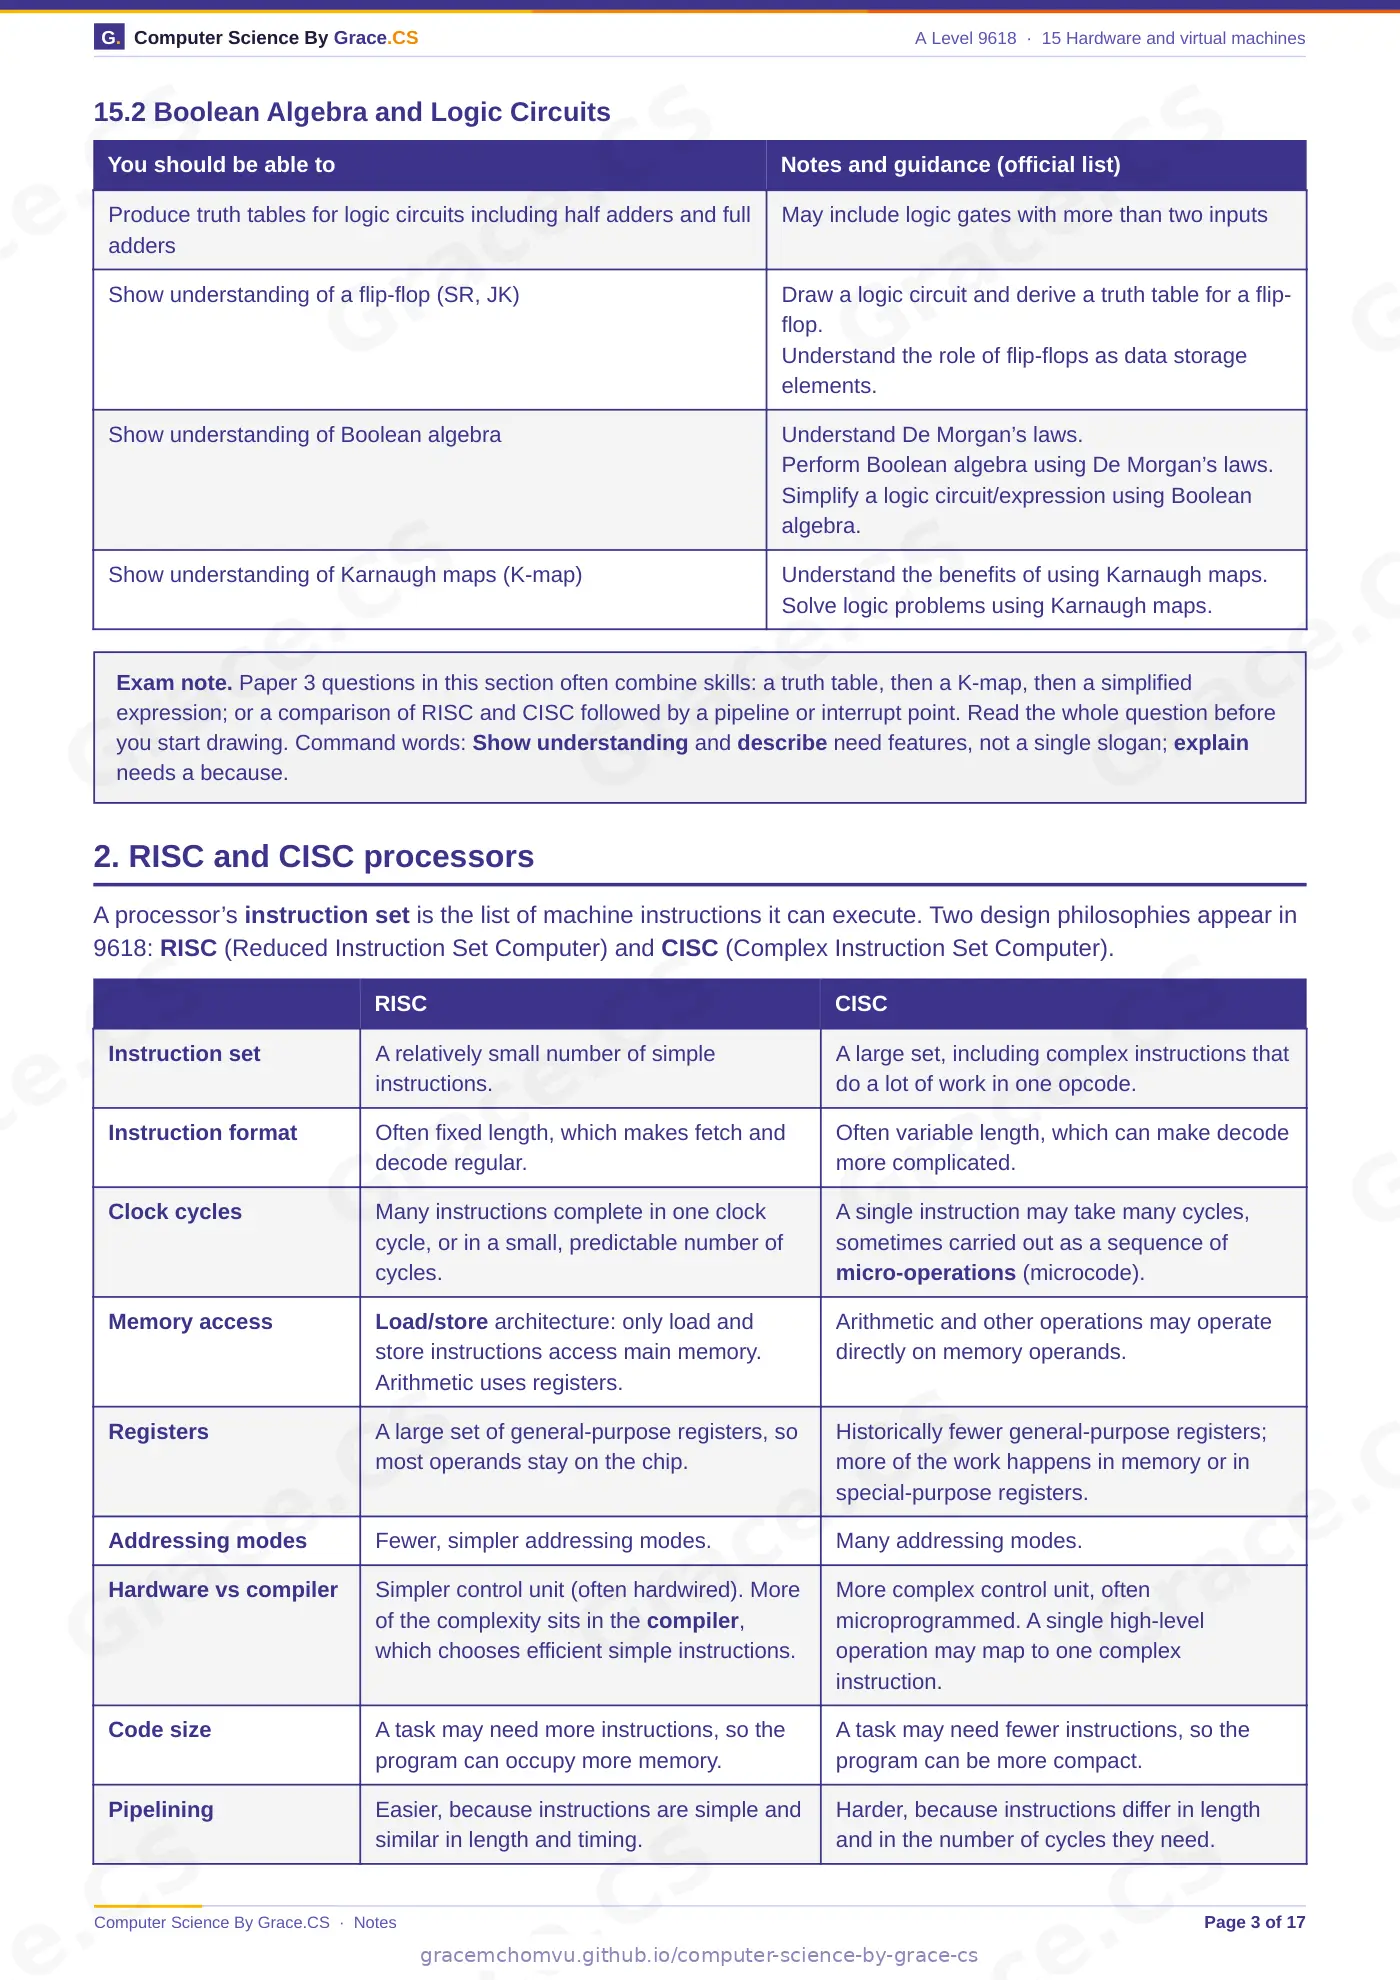 G. Computer Science By Grace.CS
A Level 9618 · 15 Hardware and virtual machines
15.2 Boolean Algebra and Logic Circuits
You should be able to
Notes and guidance (official list)
Produce truth tables for logic circuits including half adders and full
adders
May include logic gates with more than two inputs
Show understanding of a flip-flop (SR, JK)
Draw a logic circuit and derive a truth table for a flip-
flop.
Understand the role of flip-flops as data storage
elements.
Show understanding of Boolean algebra
Understand De Morgan’s laws.
Perform Boolean algebra using De Morgan’s laws.
Simplify a logic circuit/expression using Boolean
algebra.
Show understanding of Karnaugh maps (K-map)
Understand the benefits of using Karnaugh maps.
Solve logic problems using Karnaugh maps.
Exam note. Paper 3 questions in this section often combine skills: a truth table, then a K-map, then a simplified
expression; or a comparison of RISC and CISC followed by a pipeline or interrupt point. Read the whole question before
you start drawing. Command words: Show understanding and describe need features, not a single slogan; explain
needs a because.
2. RISC and CISC processors
A processor’s instruction set is the list of machine instructions it can execute. Two design philosophies appear in
9618: RISC (Reduced Instruction Set Computer) and CISC (Complex Instruction Set Computer).
RISC
CISC
Instruction set
A relatively small number of simple
instructions.
A large set, including complex instructions that
do a lot of work in one opcode.
Instruction format
Often fixed length, which makes fetch and
decode regular.
Often variable length, which can make decode
more complicated.
Clock cycles
Many instructions complete in one clock
cycle, or in a small, predictable number of
cycles.
A single instruction may take many cycles,
sometimes carried out as a sequence of
micro-operations (microcode).
Memory access
Load/store architecture: only load and
store instructions access main memory.
Arithmetic uses registers.
Arithmetic and other operations may operate
directly on memory operands.
Registers
A large set of general-purpose registers, so
most operands stay on the chip.
Historically fewer general-purpose registers;
more of the work happens in memory or in
special-purpose registers.
Addressing modes
Fewer, simpler addressing modes.
Many addressing modes.
Hardware vs compiler
Simpler control unit (often hardwired). More
of the complexity sits in the compiler,
which chooses efficient simple instructions.
More complex control unit, often
microprogrammed. A single high-level
operation may map to one complex
instruction.
Code size
A task may need more instructions, so the
program can occupy more memory.
A task may need fewer instructions, so the
program can be more compact.
Pipelining
Easier, because instructions are simple and
similar in length and timing.
Harder, because instructions differ in length
and in the number of cycles they need.
Computer Science By Grace.CS · Notes
Page 3 of 17
gracemchomvu.github.io/computer-science-by-grace-cs